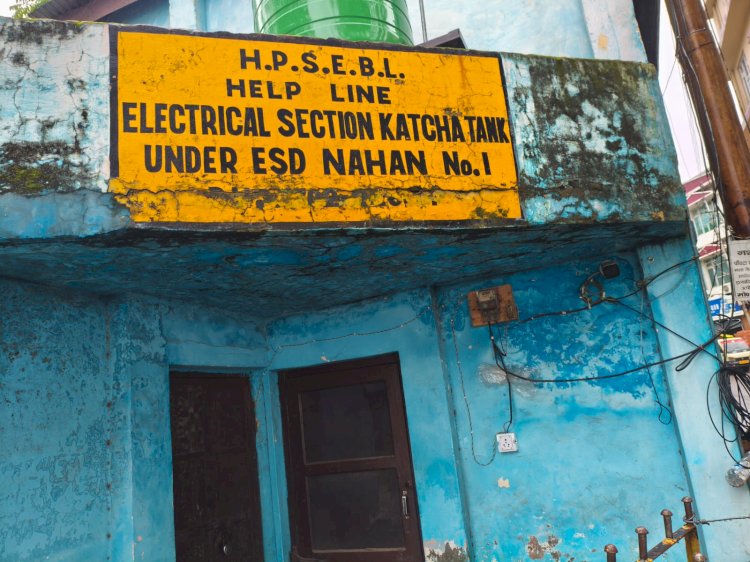 H.P.S.E.B.L.
HELP LINE
ELECTRICAL SECTION KATCHA TANK
UNDER ESD NAHAN No.1